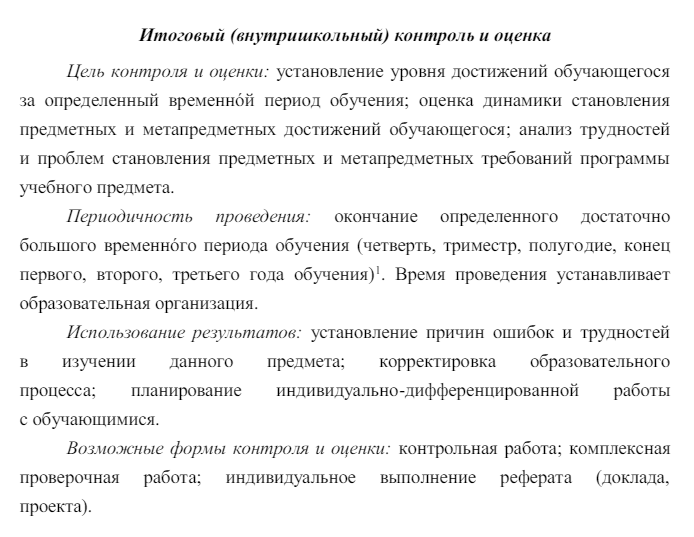 Итоговый (внутришкольный) контроль и оценка
Цель контроля и оценки: установление уровня достижений обучающегося
за определенный временнóй период обучения; оценка динамики становления
предметных и метапредметных достижений обучающегося; анализ трудностей
и проблем становления предметных и метапредметных требований программы
учебного предмета.
Периодичность проведения: окончание определенного достаточно
большого временнóго периода обучения (четверть, триместр, полугодие, конец
первого, второго, третьего года обучения)¹. Время проведения устанавливает
образовательная организация.
Использование результатов: установление причин ошибок и трудностей
в изучении данного предмета; корректировка образовательного
процесса; планирование индивидуально-дифференцированной работы
с обучающимися.
Возможные формы контроля и оценки: контрольная работа; комплексная
проверочная работа; индивидуальное выполнение реферата (доклада,
проекта).